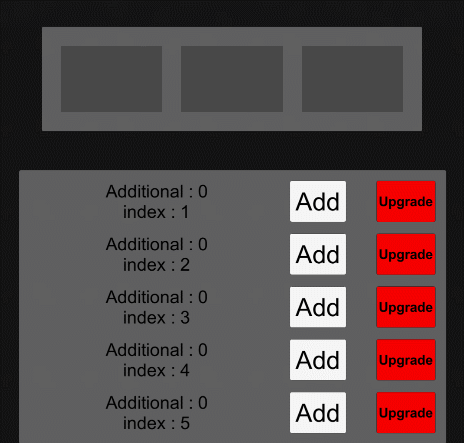 Additional : 0
index : 1
Add
Upgrade
Additional : 0
index : 2
Add
Upgrade
Additional : 0
index : 3
Add
Upgrade
Additional : 0
index : 4
Add
Upgrade
Additional : 0
index : 5
Add
Upgrade